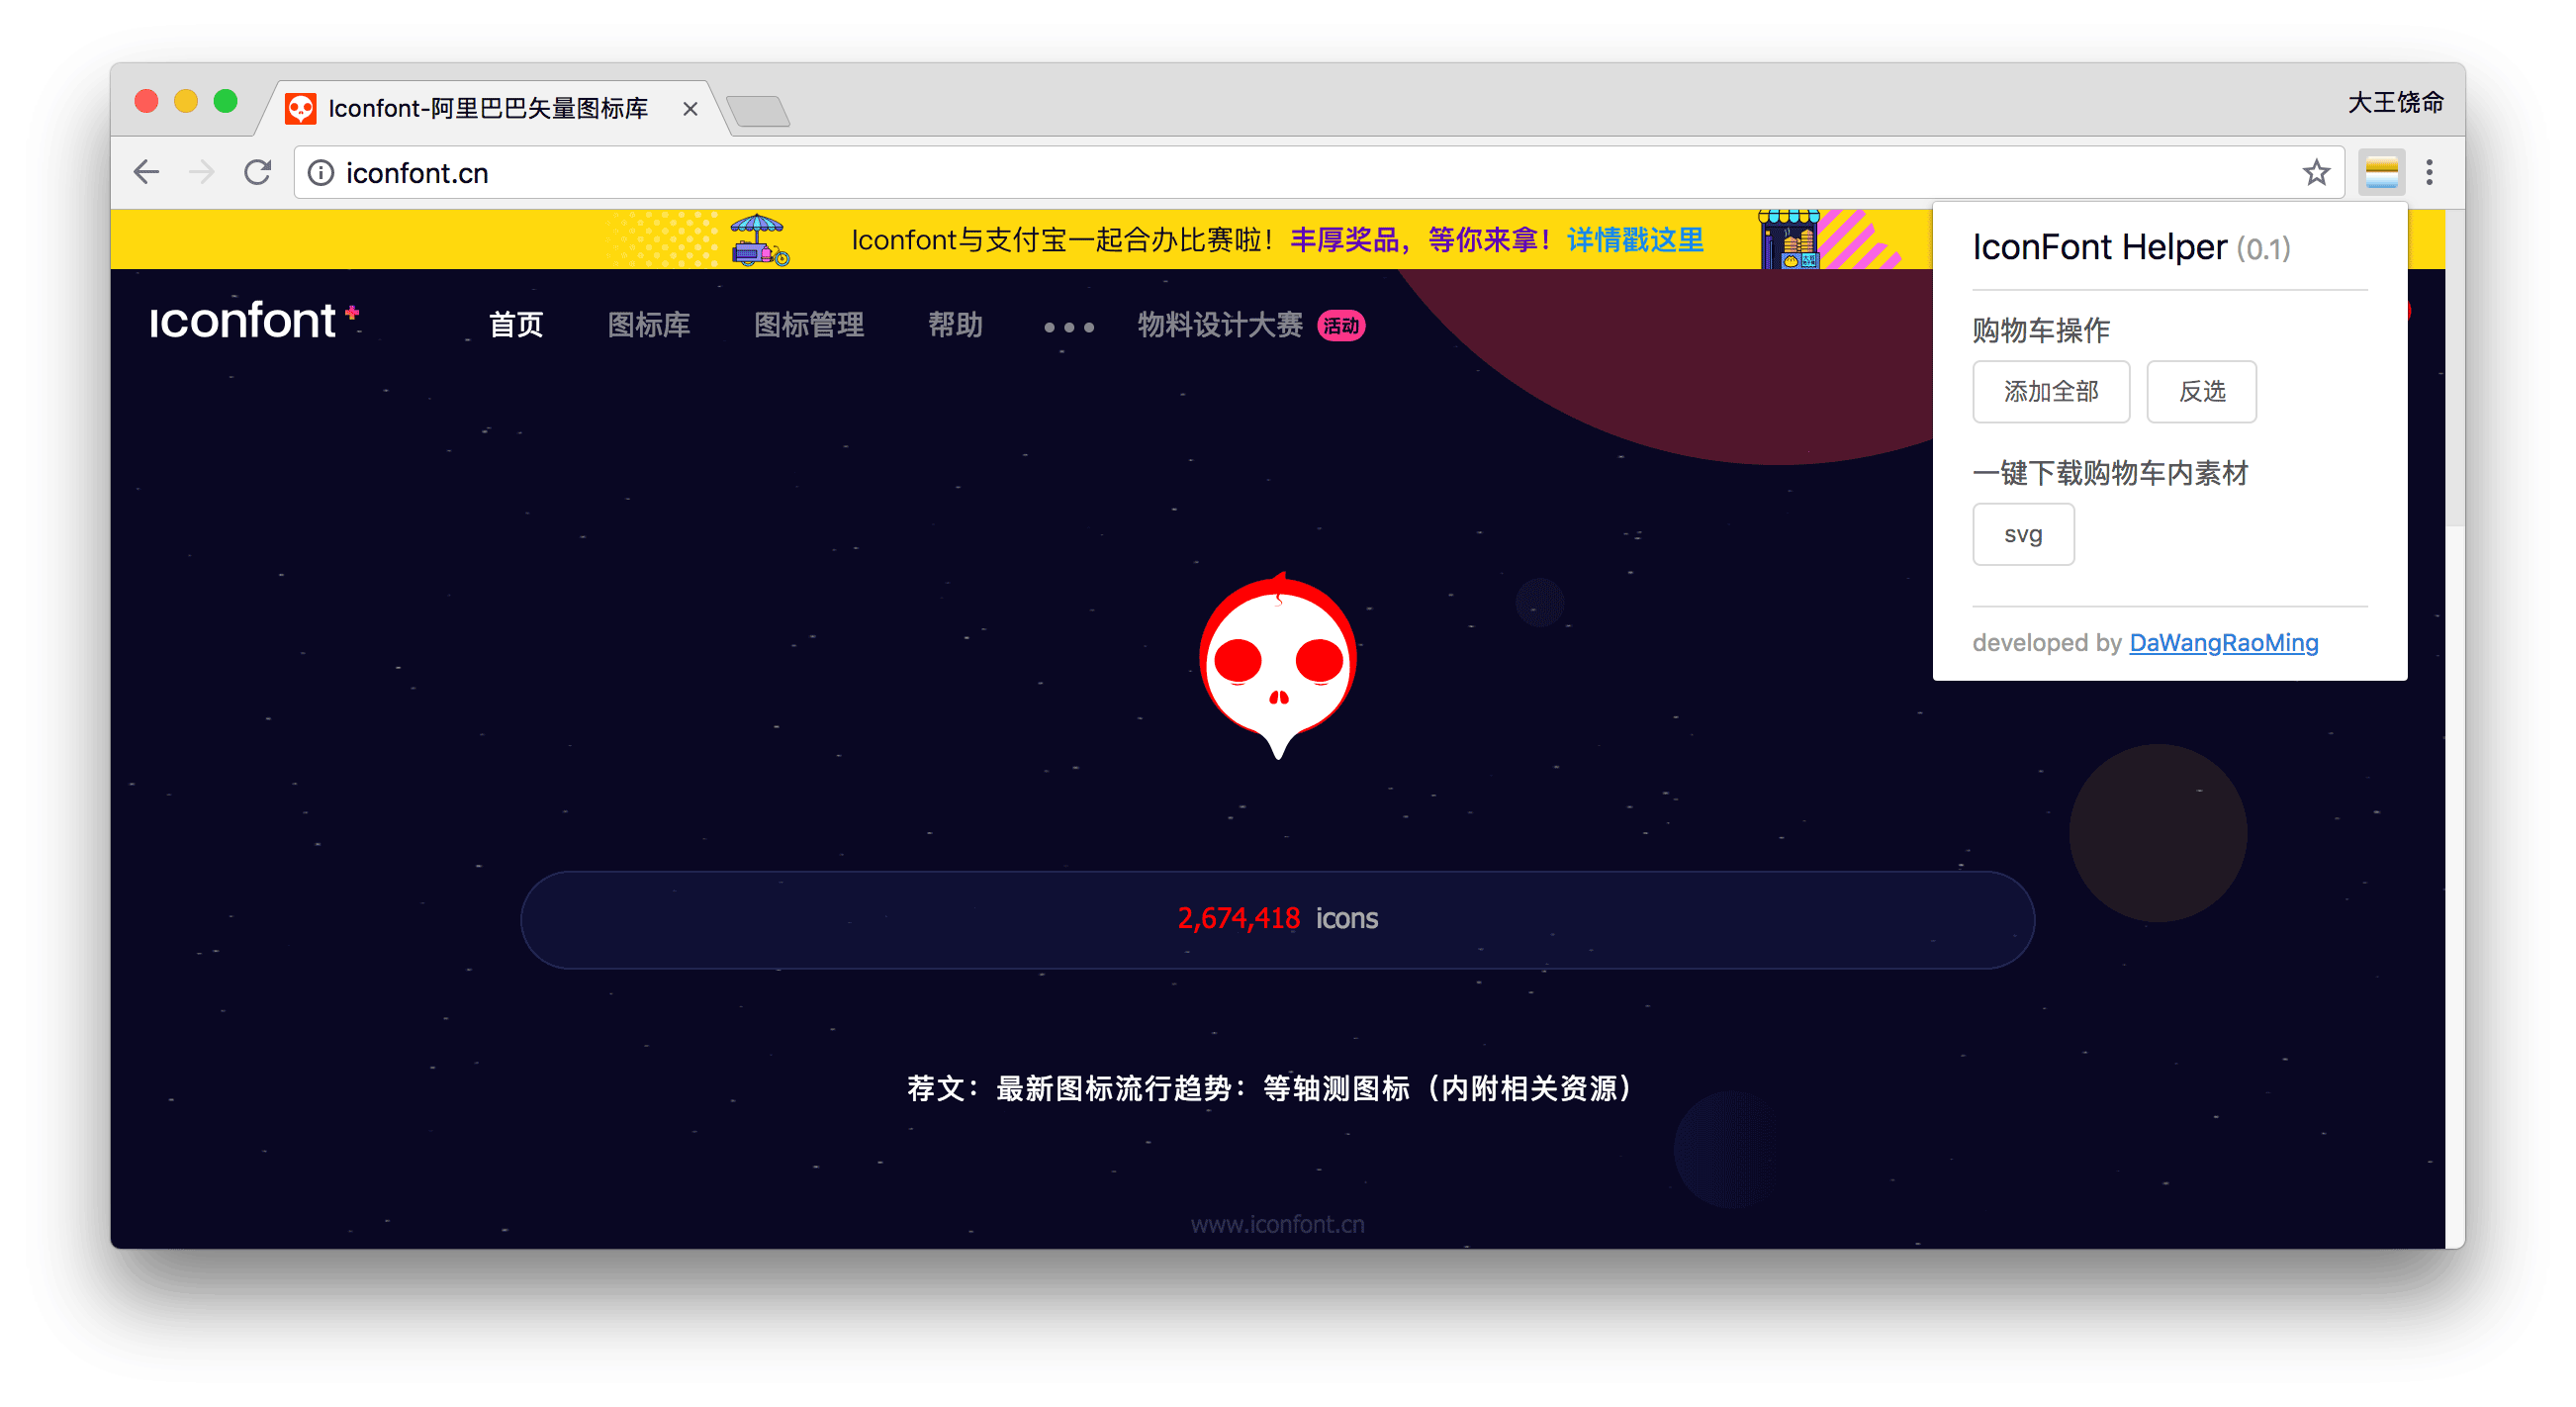 Iconfont-阿里巴巴矢量图标库
大王饶命
iconfont.cn
Iconfont与支付宝一起合办比赛啦！丰厚奖品，等你来拿！详情戳这里
iconfont
首页 图标库 图标管理 帮助 物料设计大赛 活动
IconFont Helper (0.1)
购物车操作
添加全部 反选
一键下载购物车内素材
svg
developed by DaWangRaoMing
2,674,418 icons
荐文：最新图标流行趋势：等轴测图标（内附相关资源）
www.iconfont.cn